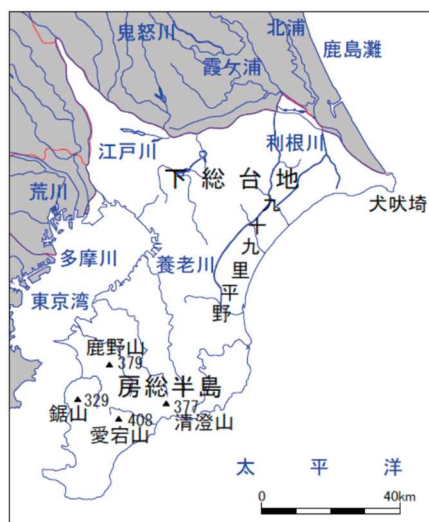 鬼怒川
北浦
鹿島灘
霞ケ浦
江戸川
利根川
下総台地
荒川
犬吠埼
九十九里平野
多摩川
養老川
東京湾
鹿野山
379
房総半島
鋸山
329
377
408
清澄山
愛宕山
太平洋
0
40km